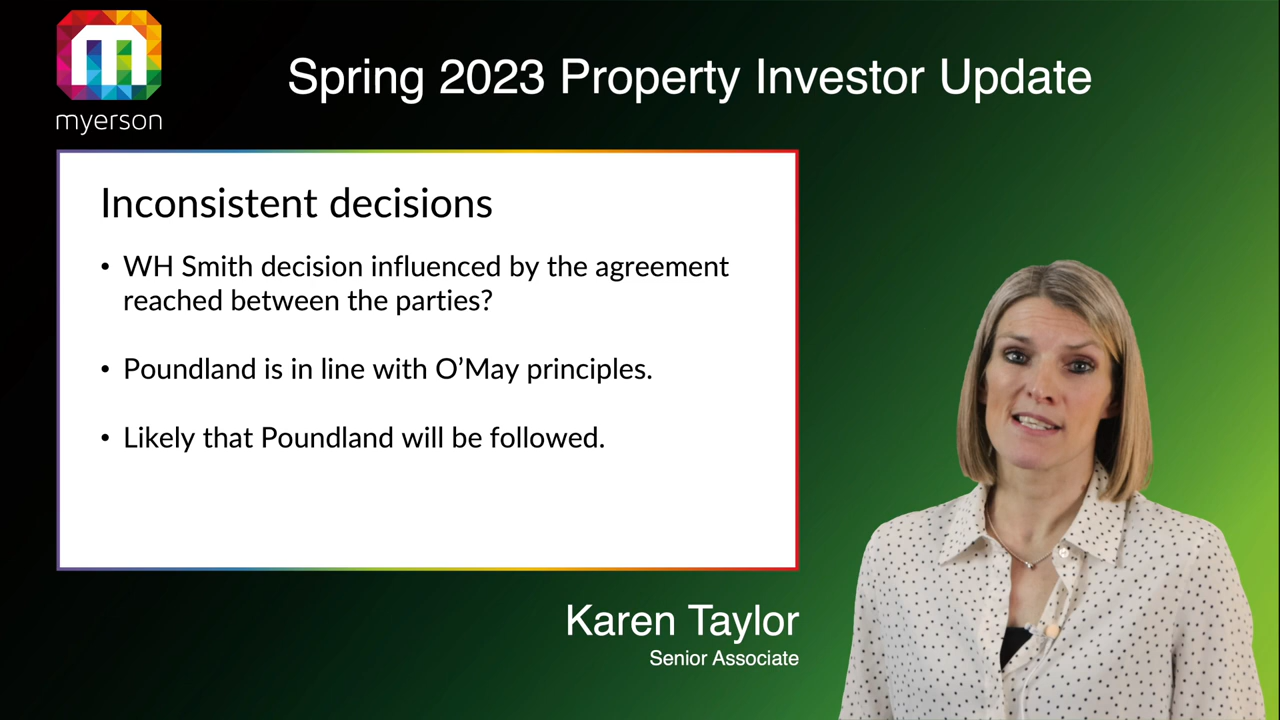 myerson
Spring 2023 Property Investor Update
Inconsistent decisions
• WH Smith decision influenced by the agreement
reached between the parties?
• Poundland is in line with O’May principles.
• Likely that Poundland will be followed.
Karen Taylor
Senior Associate